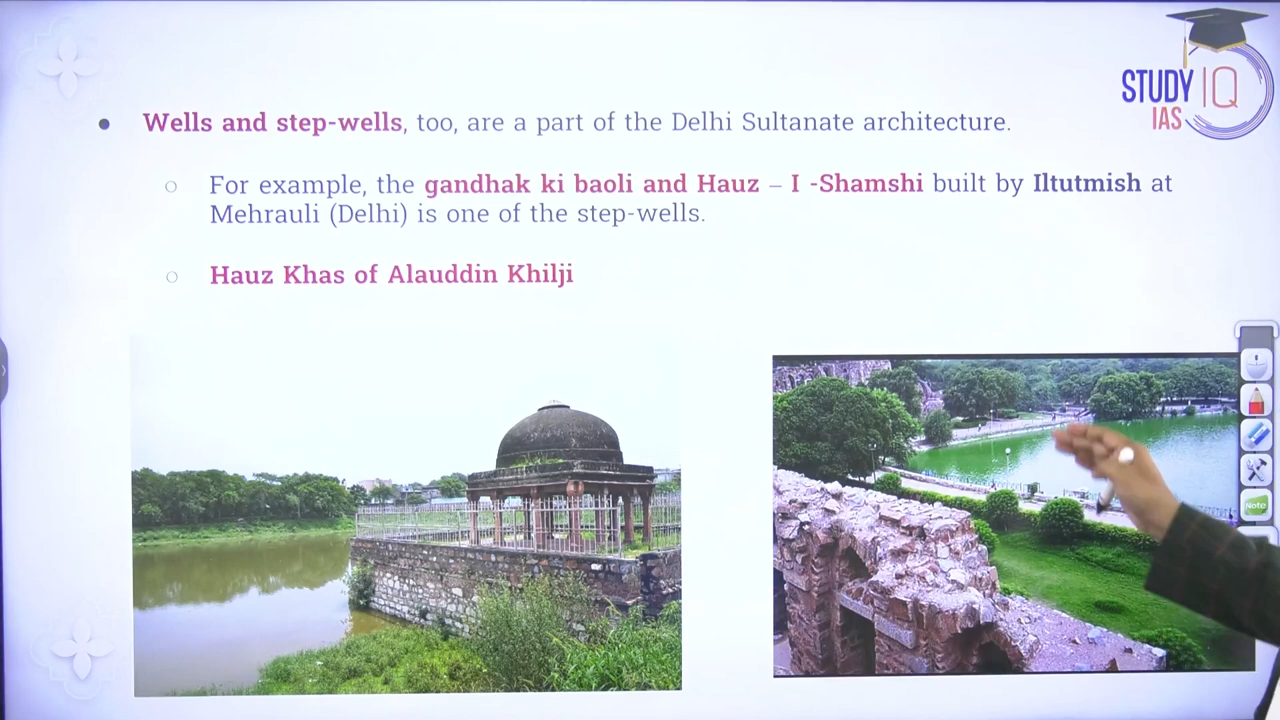 STUDY IQ
IAS
● Wells and step-wells, too, are a part of the Delhi Sultanate architecture.
○ For example, the gandhak ki baoli and Hauz – I -Shamshi built by Iltutmish at
Mehrauli (Delhi) is one of the step-wells.
○ Hauz Khas of Alauddin Khilji
Note